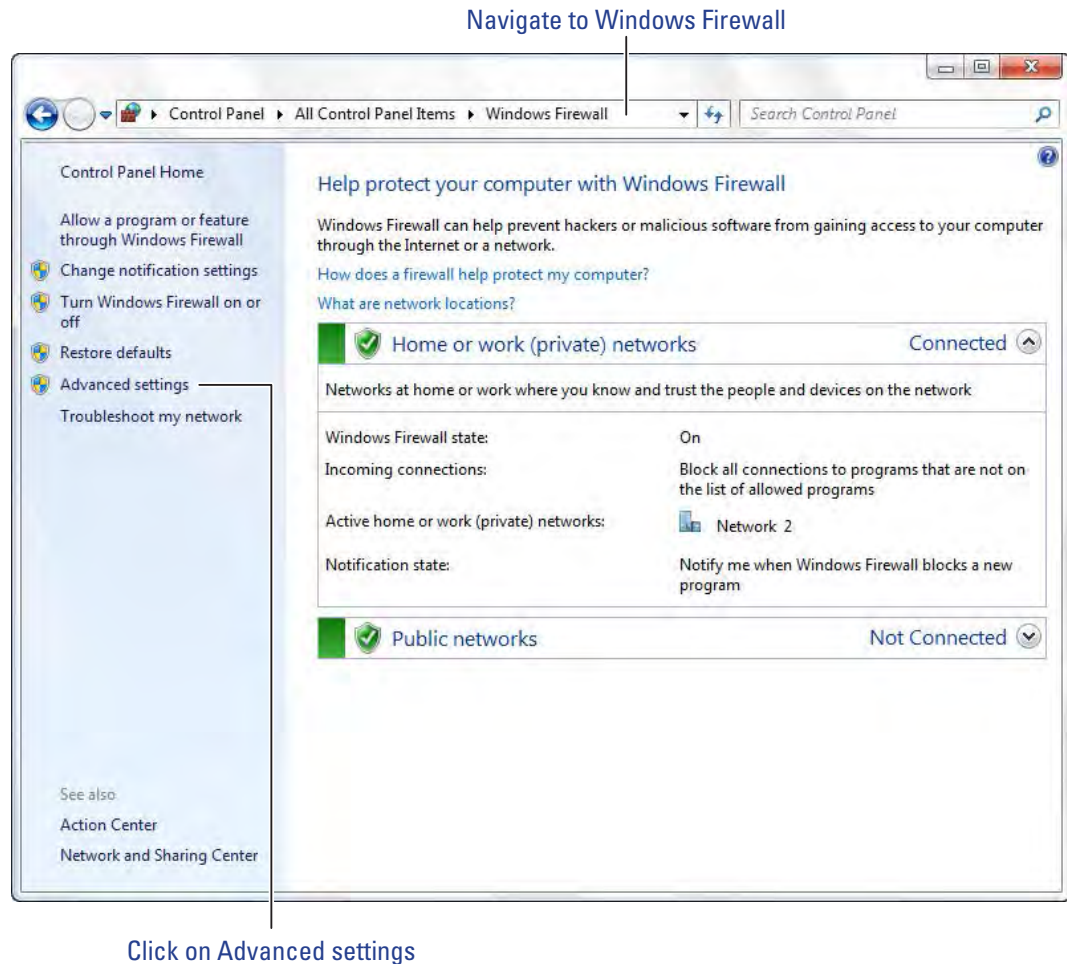 Navigate to Windows Firewall
Control Panel ▸ All Control Panel Items ▸ Windows Firewall
Search Control Panel
Control Panel Home
Allow a program or feature
through Windows Firewall
Change notification settings
Turn Windows Firewall on or
off
Restore defaults
Advanced settings
Troubleshoot my network
See also
Action Center
Network and Sharing Center
Help protect your computer with Windows Firewall
Windows Firewall can help prevent hackers or malicious software from gaining access to your computer
through the Internet or a network.
How does a firewall help protect my computer?
What are network locations?
Home or work (private) networks Connected
Networks at home or work where you know and trust the people and devices on the network
Windows Firewall state: On
Incoming connections: Block all connections to programs that are not on
the list of allowed programs
Active home or work (private) networks: Network 2
Notification state: Notify me when Windows Firewall blocks a new
program
Public networks Not Connected
Click on Advanced settings